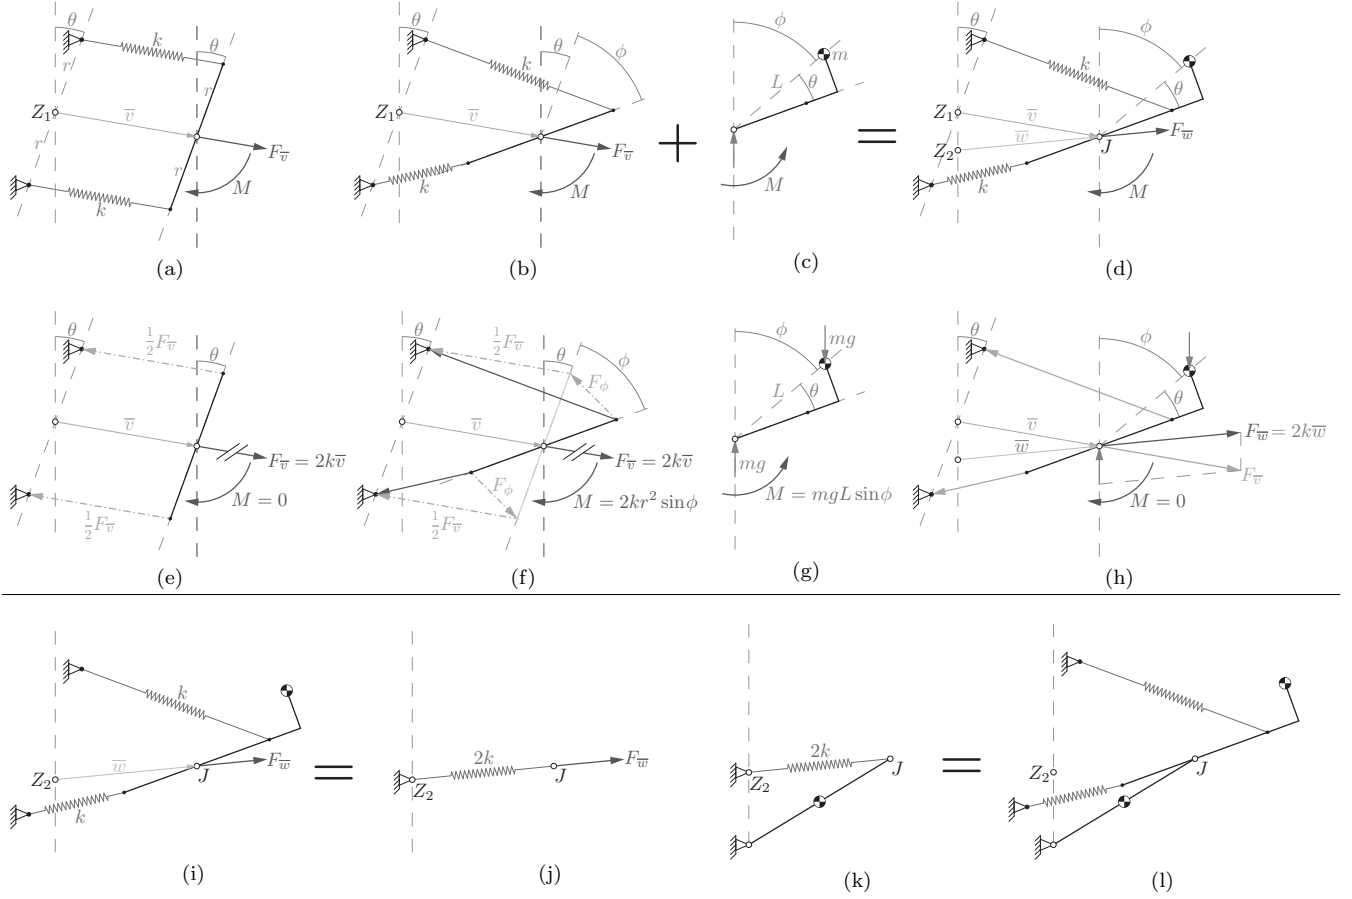 θ
θ
k
r
r
Z₁
v̅
F_v̅
r
r
M
k
(a)
θ
θ
ϕ
k
Z₁
v̅
F_v̅
k
M
(b)
+
ϕ
m
L
θ
M
(c)
=
θ
ϕ
k
θ
Z₁
v̅
F_w̅
w̅
Z₂
J
k
M
(d)
θ
½F_v̅
θ
v̅
F_v̅ = 2kv̅
M = 0
½F_v̅
(e)
θ
½F_v̅
θ
ϕ
F_ϕ
v̅
F_v̅ = 2kv̅
F_ϕ
M = 2kr² sinϕ
½F_v̅
(f)
ϕ
mg
L
θ
mg
M = mgL sinϕ
(g)
θ
ϕ
θ
v̅
F_w̅ = 2kw̅
w̅
F_v̅
M = 0
(h)
k
w̅
F_w̅
Z₂
J
k
(i)
=
2k
F_w̅
Z₂
J
(j)
2k
J
Z₂
(k)
=
Z₂
J
(l)